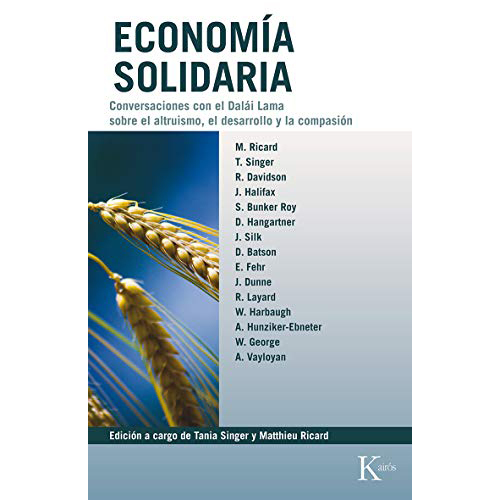 ECONOMÍA
SOLIDARIA
Conversaciones con el Dalái Lama
sobre el altruismo, el desarrollo y la compasión
M. Ricard
T. Singer
R. Davidson
J. Halifax
S. Bunker Roy
D. Hangartner
J. Silk
D. Batson
E. Fehr
J. Dunne
R. Layard
W. Harbaugh
A. Hunziker-Ebneter
W. George
A. Vayloyan
Edición a cargo de Tania Singer y Matthieu Ricard
Kairós